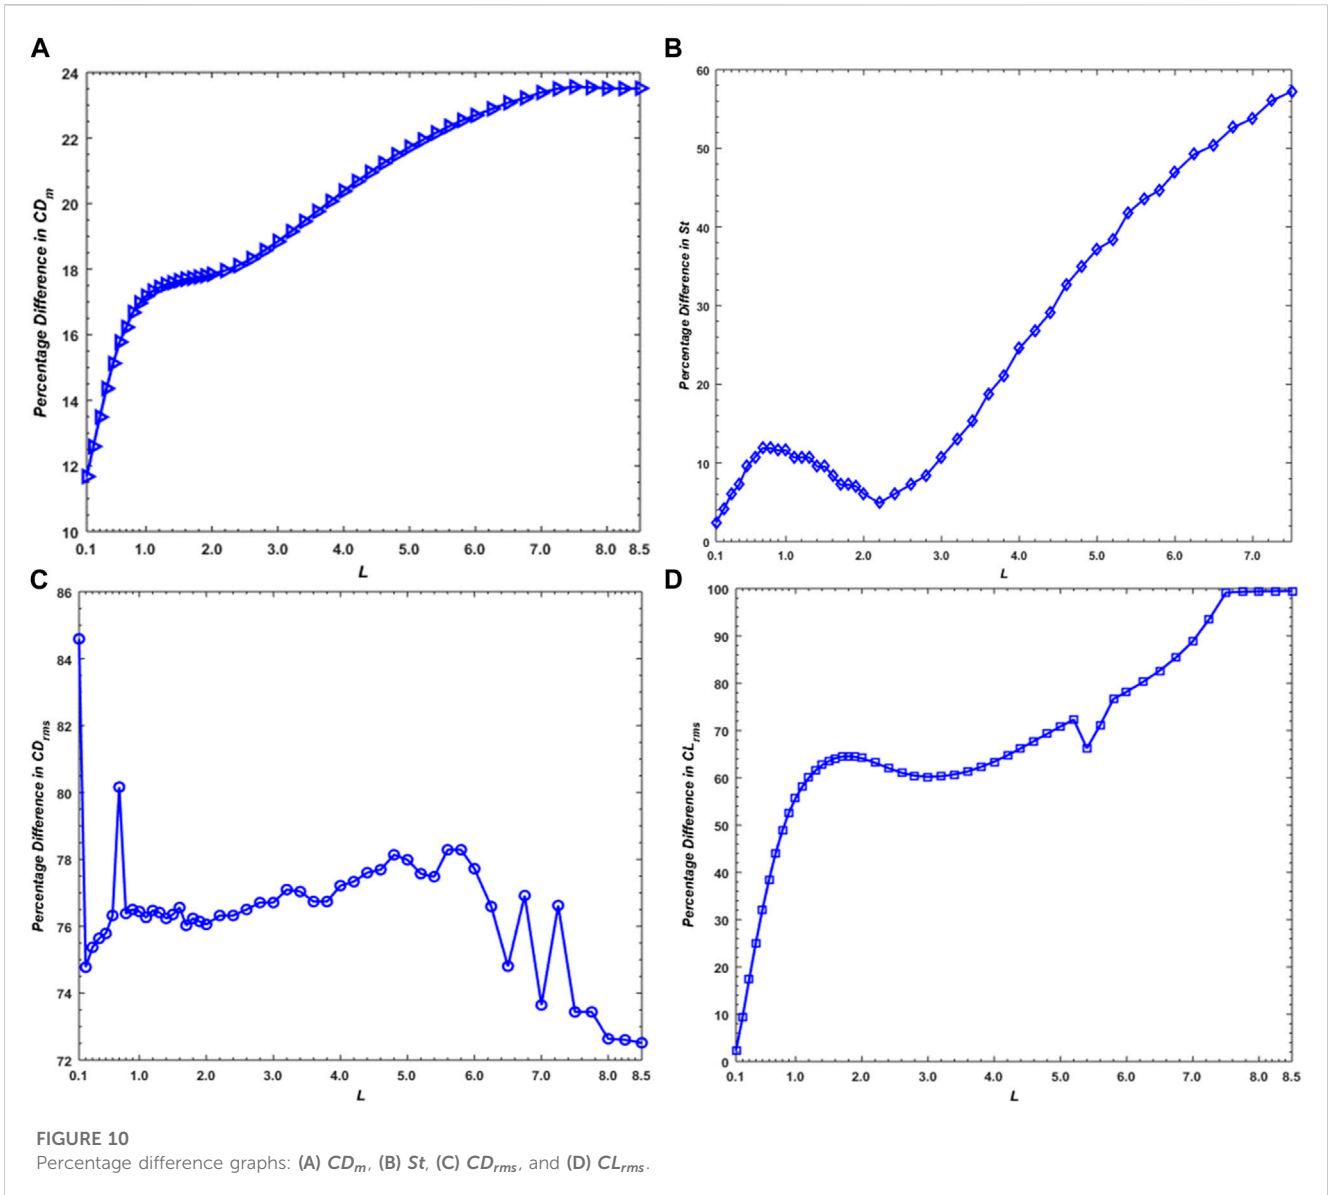 A
24
22
20
18
16
14
12
10
Percentage Difference in CDm
0.1 1.0 2.0 3.0 4.0 5.0 6.0 7.0 8.0 8.5
L
B
60
50
40
30
20
10
0
Percentage Difference in St
0.1 1.0 2.0 3.0 4.0 5.0 6.0 7.0
L
C
86
84
82
80
78
76
74
72
Percentage Difference in CDrms
0.1 1.0 2.0 3.0 4.0 5.0 6.0 7.0 8.0 8.5
L
D
100
90
80
70
60
50
40
30
20
10
0
Percentage Difference in CLrms
0.1 1.0 2.0 3.0 4.0 5.0 6.0 7.0 8.5
L
FIGURE 10
Percentage difference graphs: (A) CDm, (B) St, (C) CDrms, and (D) CLrms.